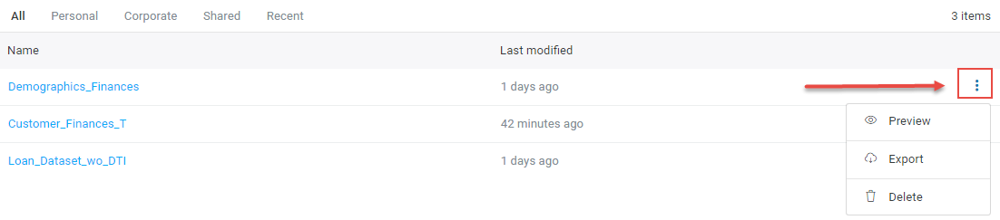 All Personal Corporate Shared Recent 3 items
Name Last modified
Demographics_Finances 1 days ago
Customer_Finances_T 42 minutes ago
Preview
Loan_Dataset_wo_DTI 1 days ago
Export
Delete